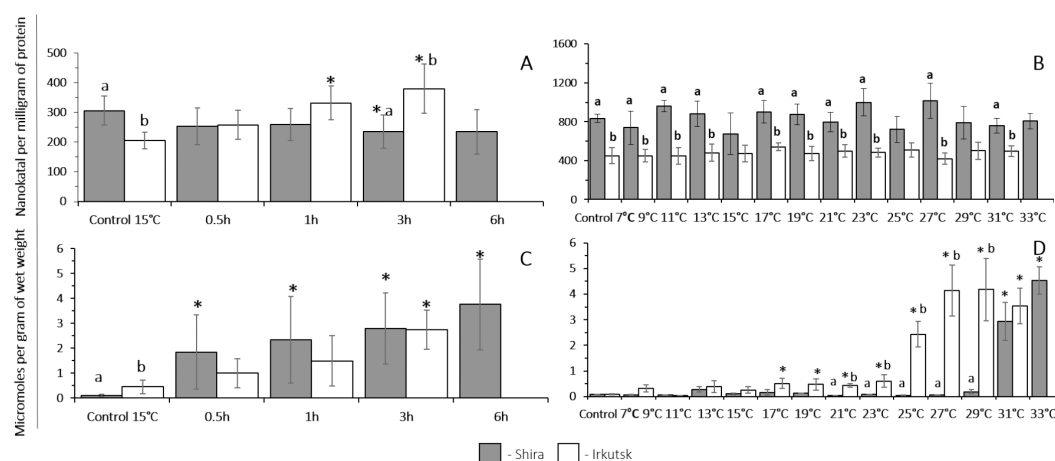 Nanokatal per milligram of protein
500
400
300
200
100
0
A
a
b
*
* a
* b
Control 15°C 0.5h 1h 3h 6h
1600
1200
800
400
0
B
a b a b a b a b a b a b a b a b a b a b
Control 7°C 9°C 11°C 13°C 15°C 17°C 19°C 21°C 23°C 25°C 27°C 29°C 31°C 33°C
Micromoles per gram of wet weight
6
5
4
3
2
1
0
C
a
b
*
*
*
*
*
Control 15°C 0.5h 1h 3h 6h
6
5
4
3
2
1
0
D
*
*
a *b
a *b
a *b
a *b
a *b
*
*
*
Control 7°C 9°C 11°C 13°C 15°C 17°C 19°C 21°C 23°C 25°C 27°C 29°C 31°C 33°C
- Shira - Irkutsk